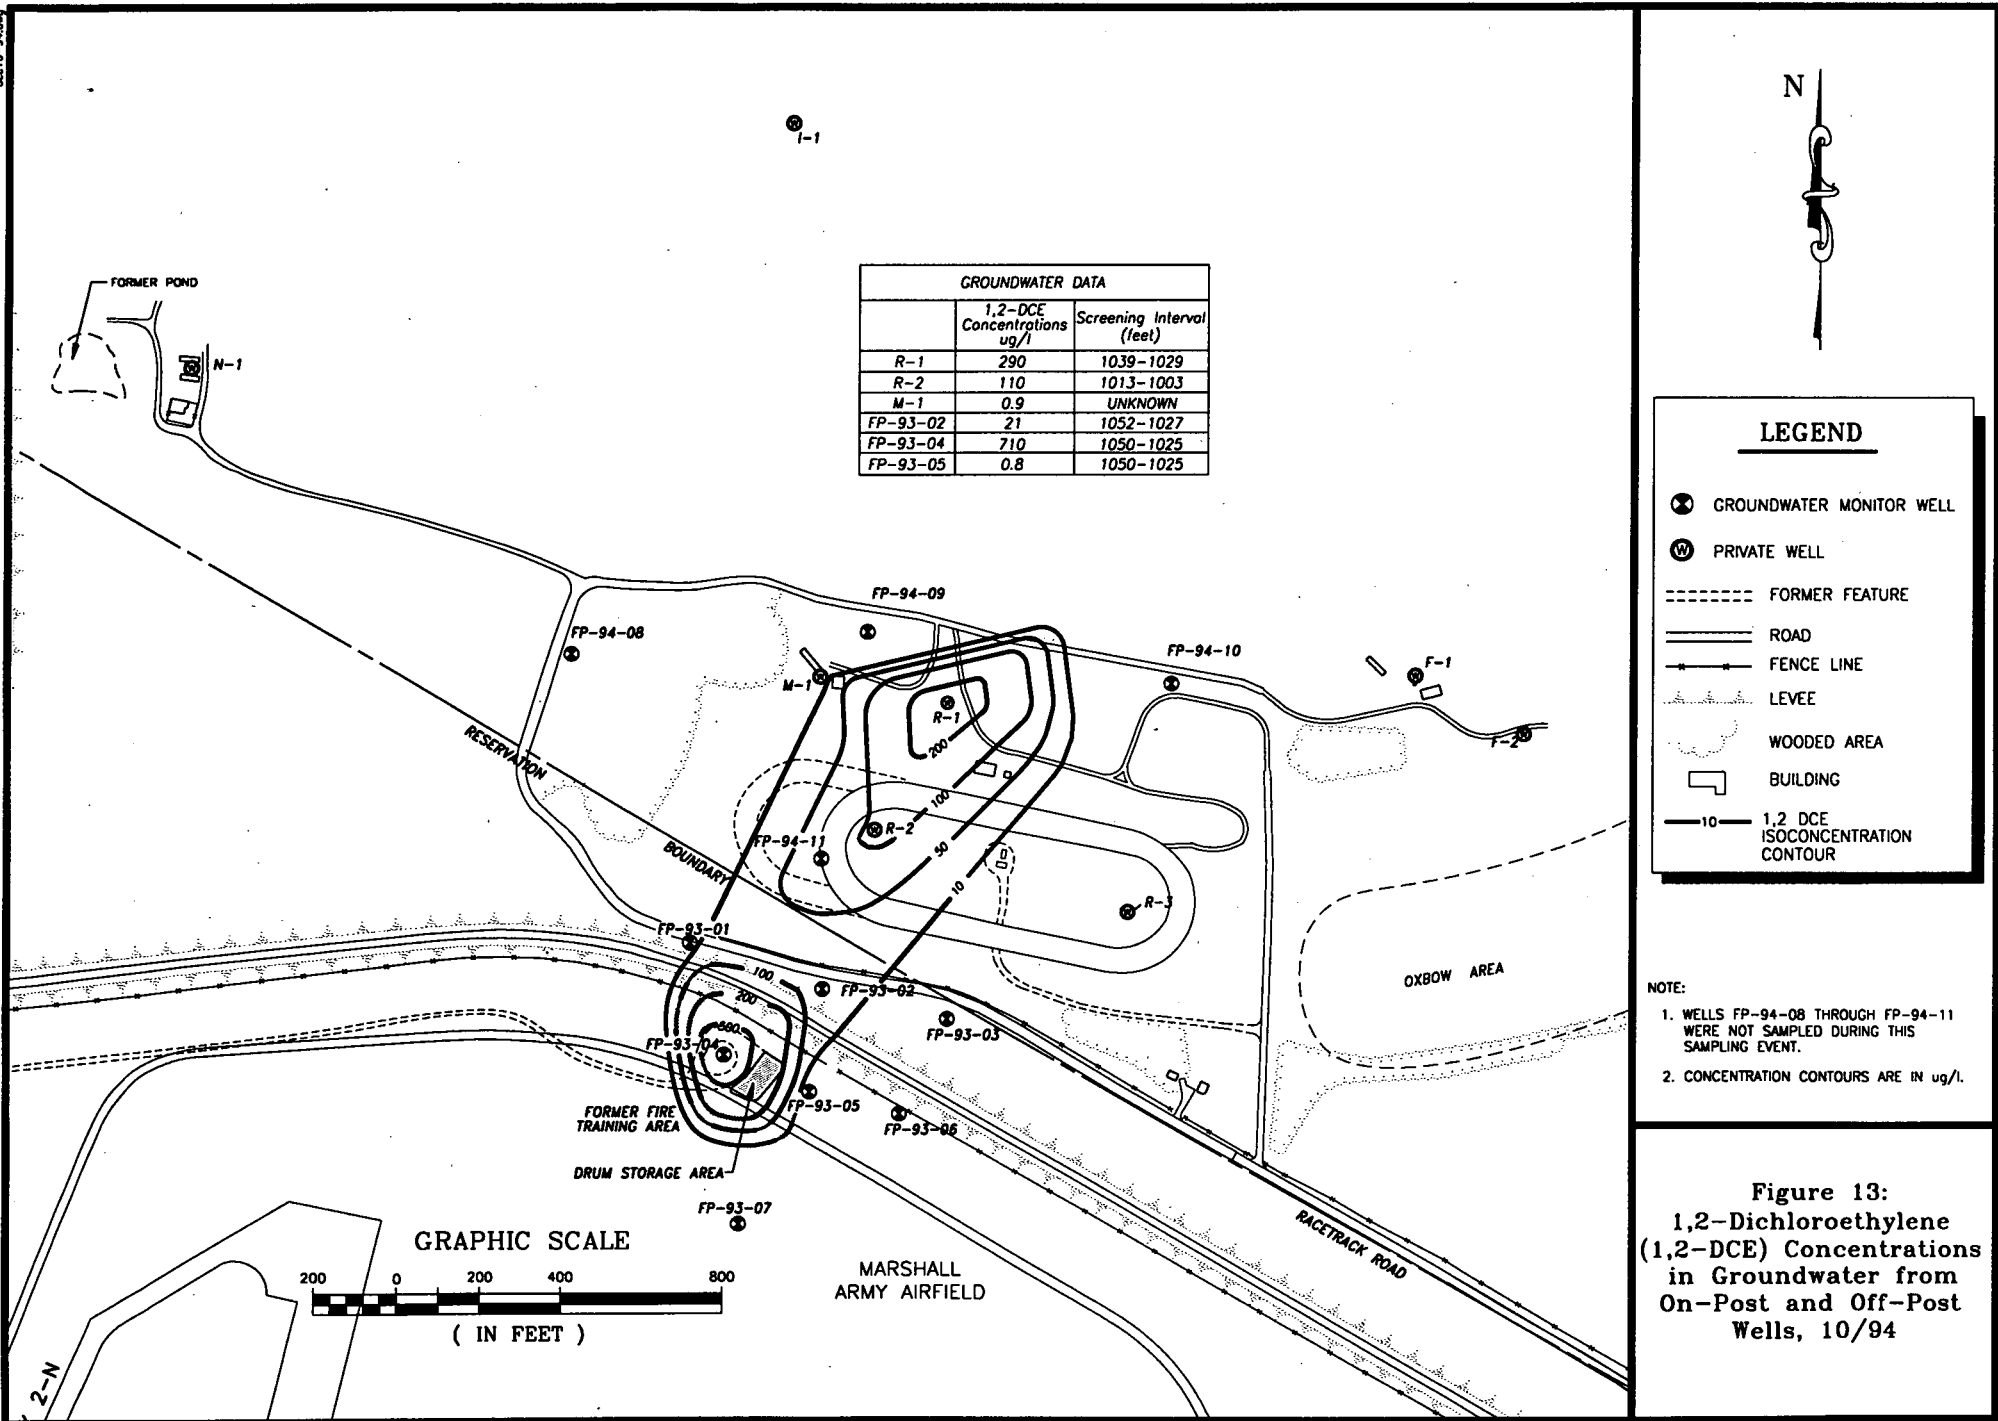 I-1
FORMER POND
N-1
GROUNDWATER DATA
1,2-DCE
Concentrations
ug/l
Screening Interval
(feet)
R-1 290 1039-1029
R-2 110 1013-1003
M-1 0.9 UNKNOWN
FP-93-02 21 1052-1027
FP-93-04 710 1050-1025
FP-93-05 0.8 1050-1025
FP-94-09
FP-94-08
FP-94-10
F-1
M-1
R-1
F-2
200
RESERVATION
100
R-2
FP-94-11
50
BOUNDARY
10
R-3
FP-93-01
100
OXBOW AREA
200
FP-93-02
500
FP-93-03
FP-93-04
FP-93-05
FORMER FIRE
TRAINING AREA
FP-93-06
DRUM STORAGE AREA
FP-93-07
RACETRACK ROAD
GRAPHIC SCALE
200 0 200 400 800
( IN FEET )
MARSHALL
ARMY AIRFIELD
2-N
N
LEGEND
GROUNDWATER MONITOR WELL
W PRIVATE WELL
FORMER FEATURE
ROAD
FENCE LINE
LEVEE
WOODED AREA
BUILDING
10 1,2 DCE
ISOCONCENTRATION
CONTOUR
NOTE:
1. WELLS FP-94-08 THROUGH FP-94-11
WERE NOT SAMPLED DURING THIS
SAMPLING EVENT.
2. CONCENTRATION CONTOURS ARE IN ug/l.
Figure 13:
1,2-Dichloroethylene
(1,2-DCE) Concentrations
in Groundwater from
On-Post and Off-Post
Wells, 10/94